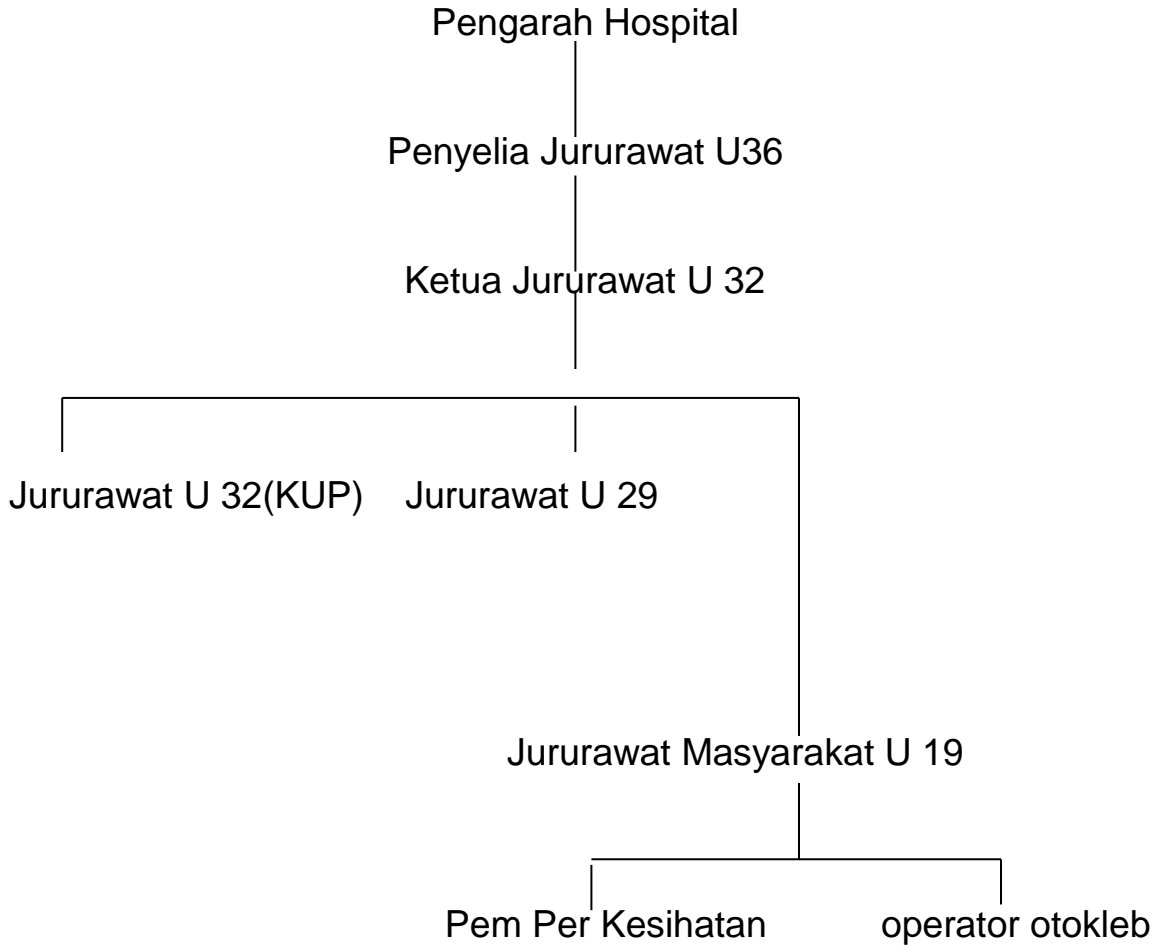 Pengarah Hospital
Penyelia Jururawat U36
Ketua Jururawat U 32
Jururawat U 32(KUP)
Jururawat U 29
Jururawat Masyarakat U 19
Pem Per Kesihatan
operator otokleb